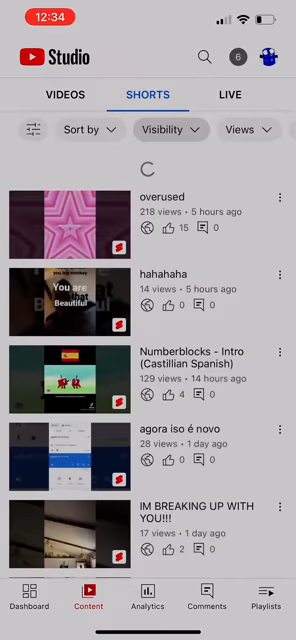 12:34
Studio
6
VIDEOS
SHORTS
LIVE
Sort by
Visibility
Views
overused
218 views • 5 hours ago
15
0
You are
Beautiful
hahahaha
14 views • 5 hours ago
0
0
Numberblocks - Intro
(Castillian Spanish)
129 views • 14 hours ago
4
0
agora iso é novo
28 views • 1 day ago
0
0
IM BREAKING UP WITH
YOU!!!
17 views • 1 day ago
2
0
Dashboard
Content
Analytics
Comments
Playlists